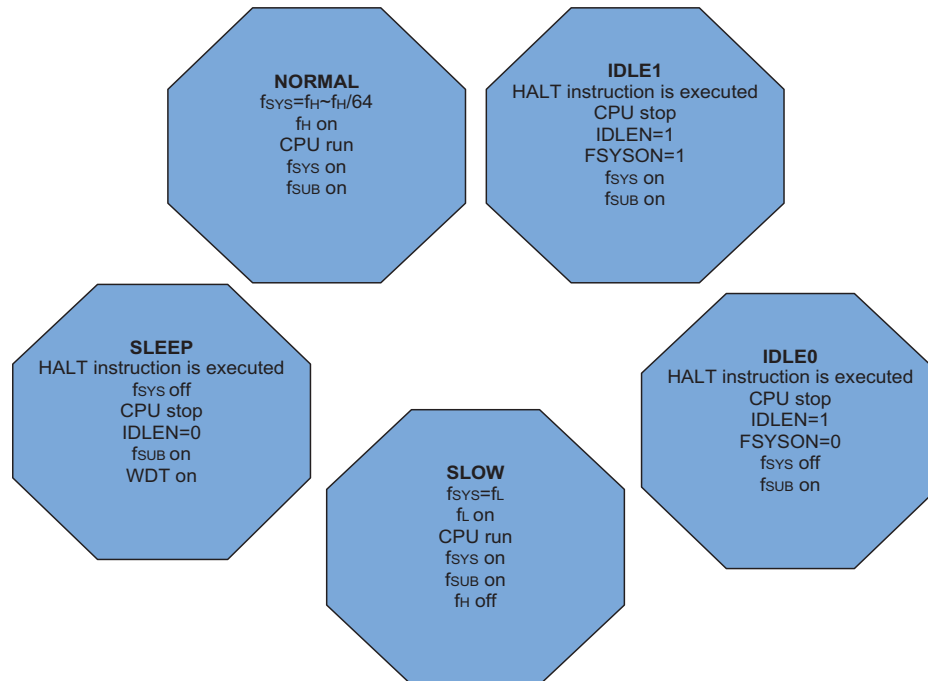 NORMAL
fSYS=fH~fH/64
fH on
CPU run
fSYS on
fSUB on
IDLE1
HALT instruction is executed
CPU stop
IDLEN=1
FSYSON=1
fSYS on
fSUB on
SLEEP
HALT instruction is executed
fSYS off
CPU stop
IDLEN=0
fSUB on
WDT on
IDLE0
HALT instruction is executed
CPU stop
IDLEN=1
FSYSON=0
fSYS off
fSUB on
SLOW
fSYS=fL
fL on
CPU run
fSYS on
fSUB on
fH off